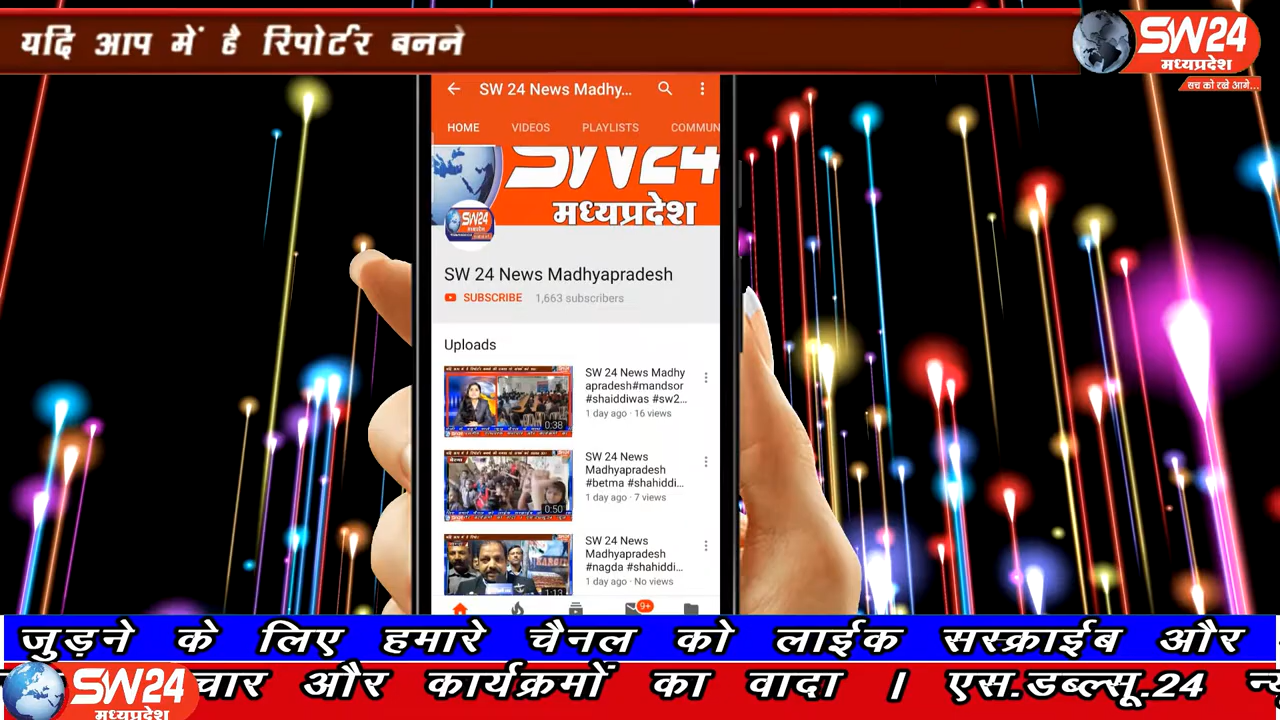 यदि आप में है रिपोर्टर बनने
SW24
मध्यप्रदेश
सच को रखे आगे...
SW 24 News Madhy...
HOME VIDEOS PLAYLISTS COMMUN
SW24
मध्यप्रदेश
SW24
SW 24 News Madhyapradesh
SUBSCRIBE 1,663 subscribers
Uploads
SW 24 News Madhy
apradesh#mandsor
#shaiddiwas #sw2...
1 day ago · 16 views
0:38
SW 24 News
Madhyapradesh
#betma #shahiddi...
1 day ago · 7 views
0:50
SW 24 News
Madhyapradesh
#nagda #shahiddi...
1 day ago · No views
1:13
9+
जुड़ने के लिए हमारे चैनल को लाईक सस्क्राईब और
चार और कार्यक्रमों का वादा । एस.डब्ल्सू.24
SW24
मध्यप्रदेश